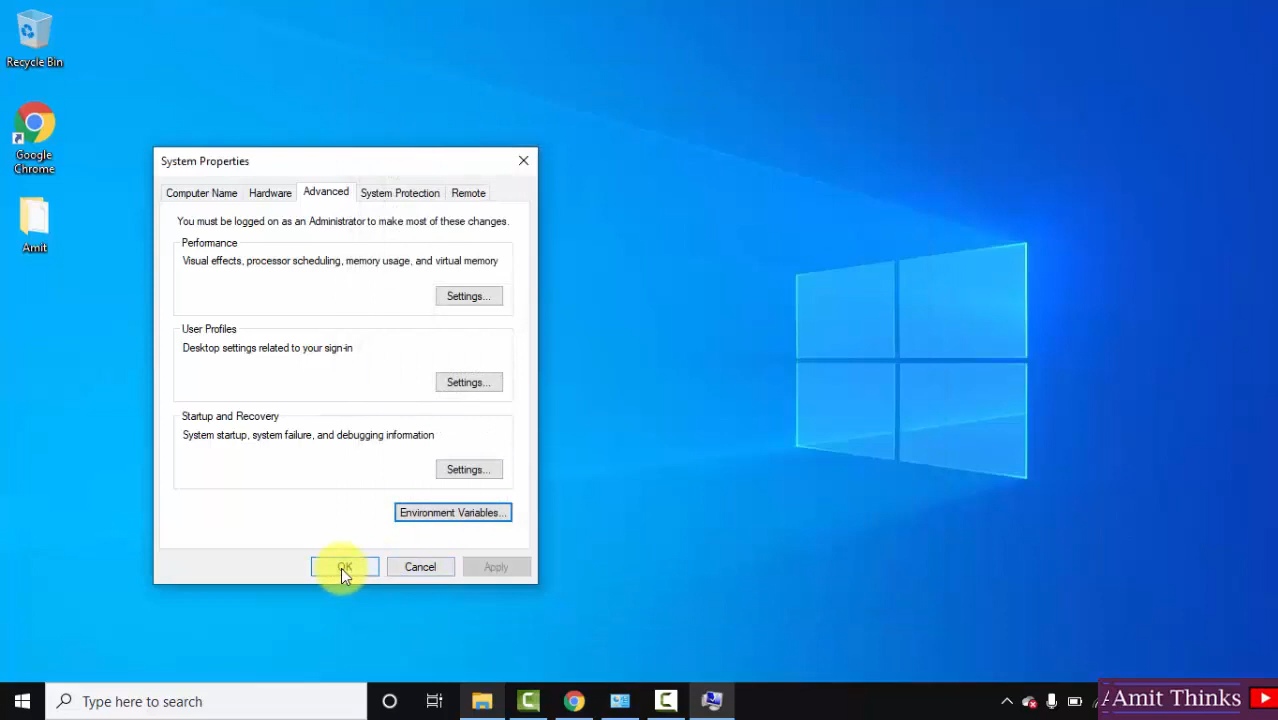 Recycle Bin
Google
Chrome
Amit
System Properties
Computer Name
Hardware
Advanced
System Protection
Remote
You must be logged on as an Administrator to make most of these changes.
Performance
Visual effects, processor scheduling, memory usage, and virtual memory
Settings...
User Profiles
Desktop settings related to your sign-in
Settings...
Startup and Recovery
System startup, system failure, and debugging information
Settings...
Environment Variables...
OK
Cancel
Apply
Type here to search
Amit Thinks